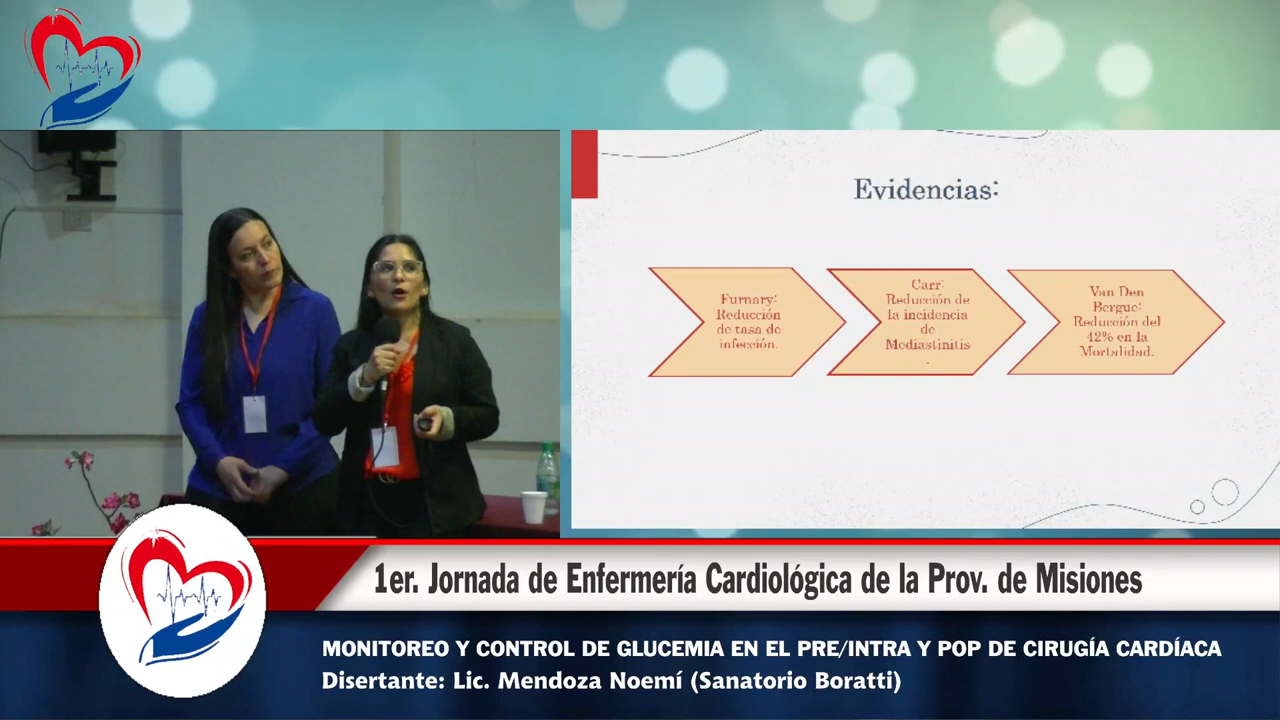 Evidencias:
Furnary:
Reducción
de tasa de
infección.
Carr:
Reducción de
la incidencia
de
Mediastinitis
.
Van Den
Bergue:
Reducción del
42% en la
Mortalidad.
1er. Jornada de Enfermería Cardiológica de la Prov. de Misiones
MONITOREO Y CONTROL DE GLUCEMIA EN EL PRE/INTRA Y POP DE CIRUGÍA CARDÍACA
Disertante: Lic. Mendoza Noemí (Sanatorio Boratti)